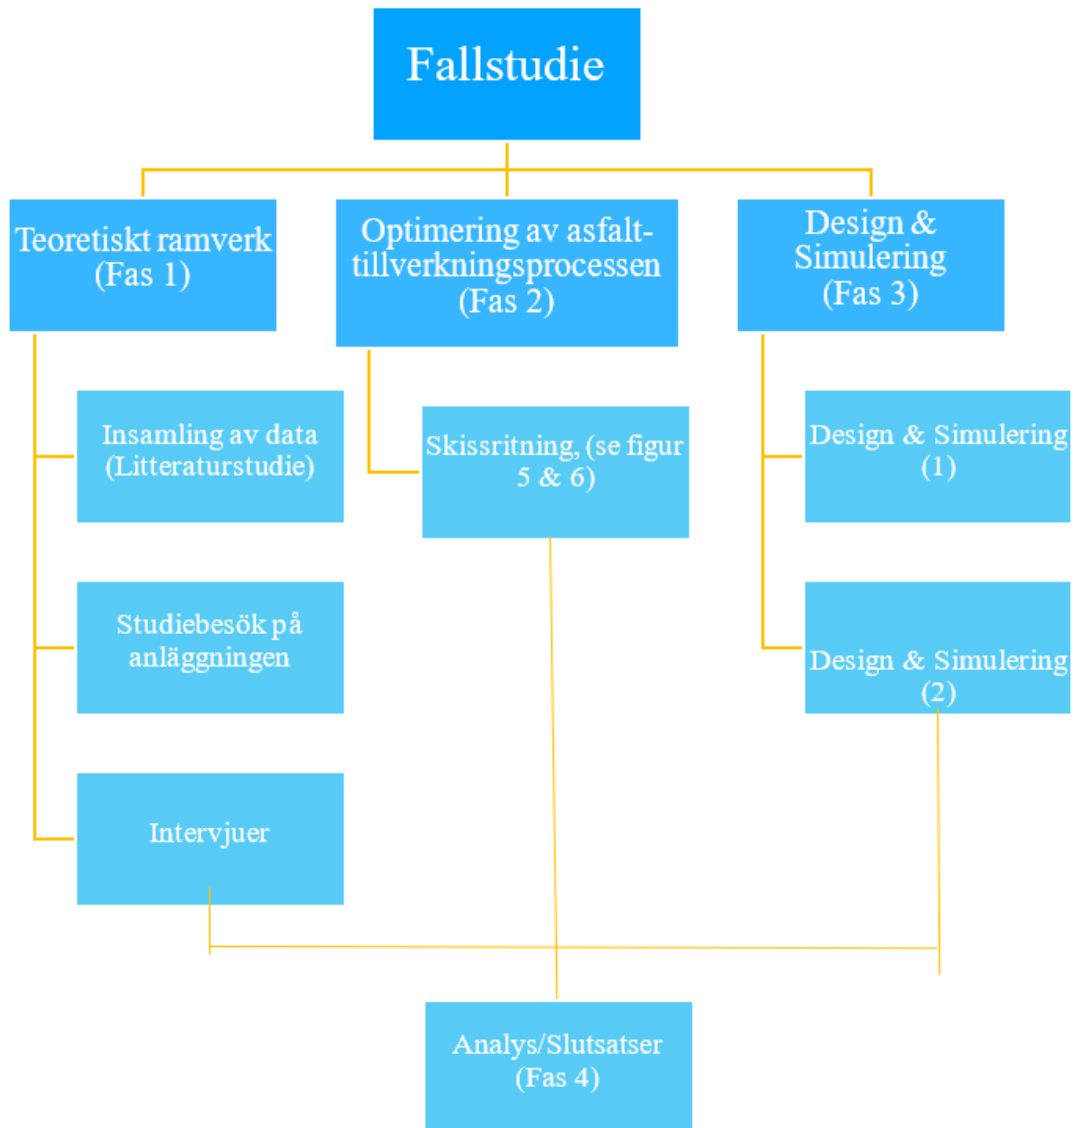 Fallstudie
Teoretiskt ramverk
(Fas 1)
Optimering av asfalt-
tillverkningsprocessen
(Fas 2)
Design &
Simulering
(Fas 3)
Insamling av data
(Litteraturstudie)
Studiebesök på
anläggningen
Intervjuer
Skissritning, (se figur
5 & 6)
Design & Simulering
(1)
Design & Simulering
(2)
Analys/Slutsatser
(Fas 4)